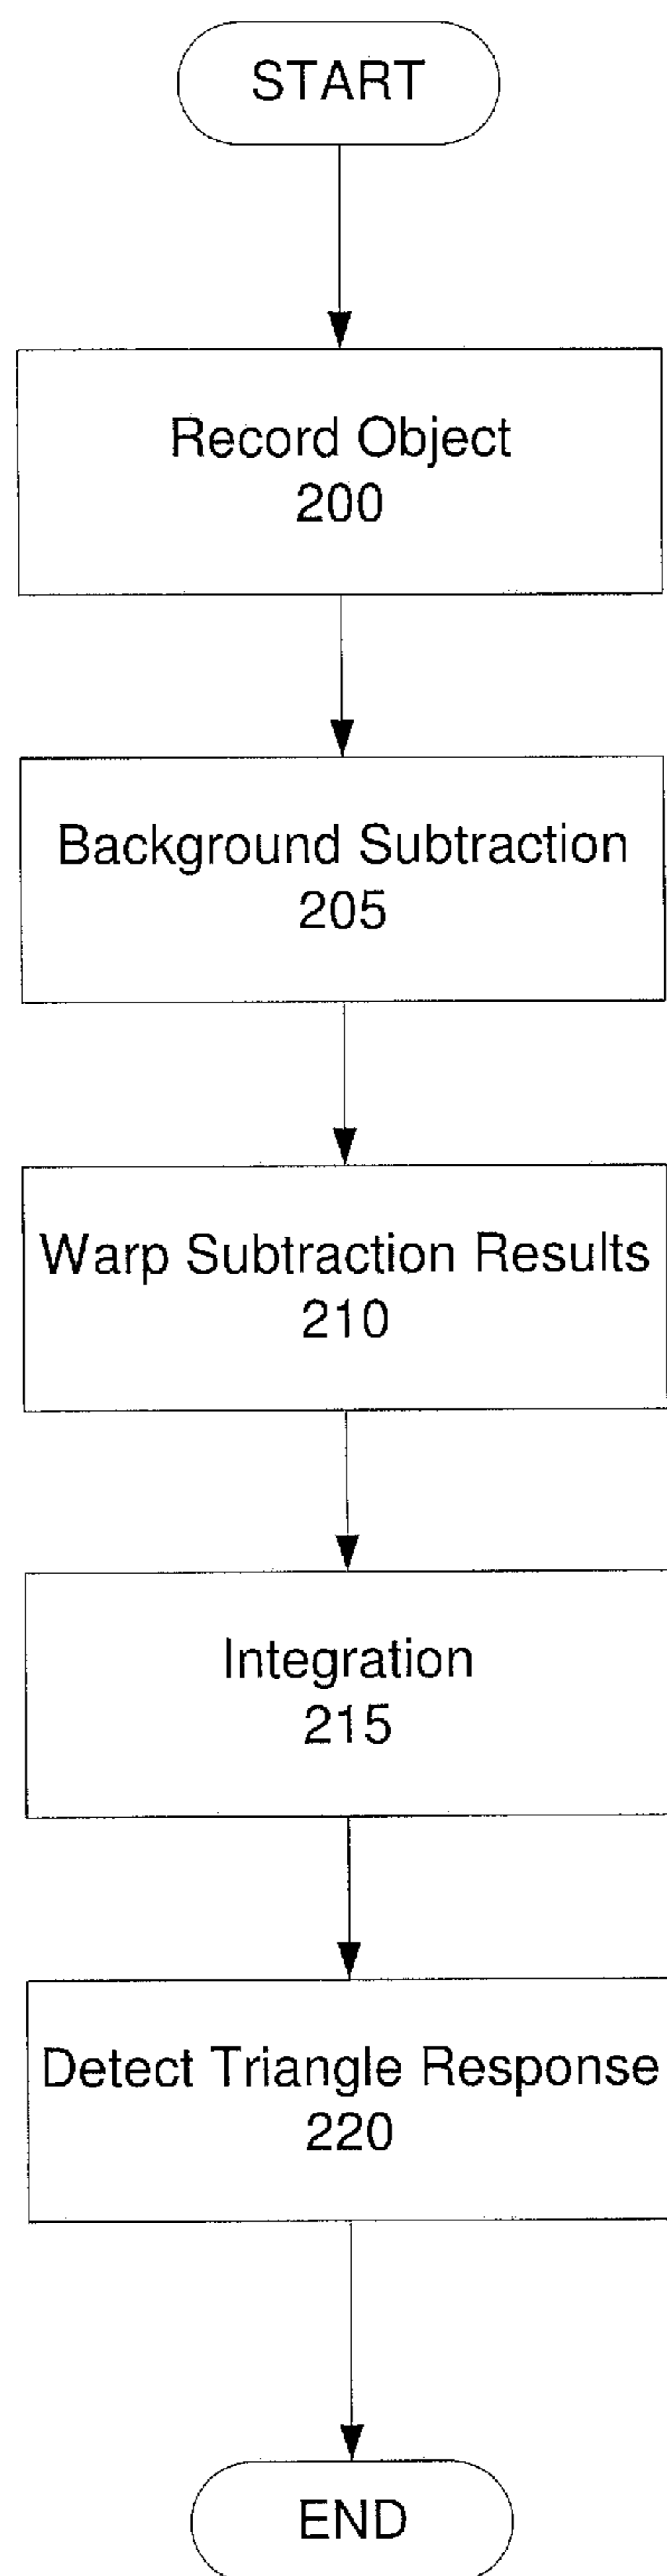 START
Record Object
200
Background Subtraction
205
Warp Subtraction Results
210
Integration
215
Detect Triangle Response
220
END